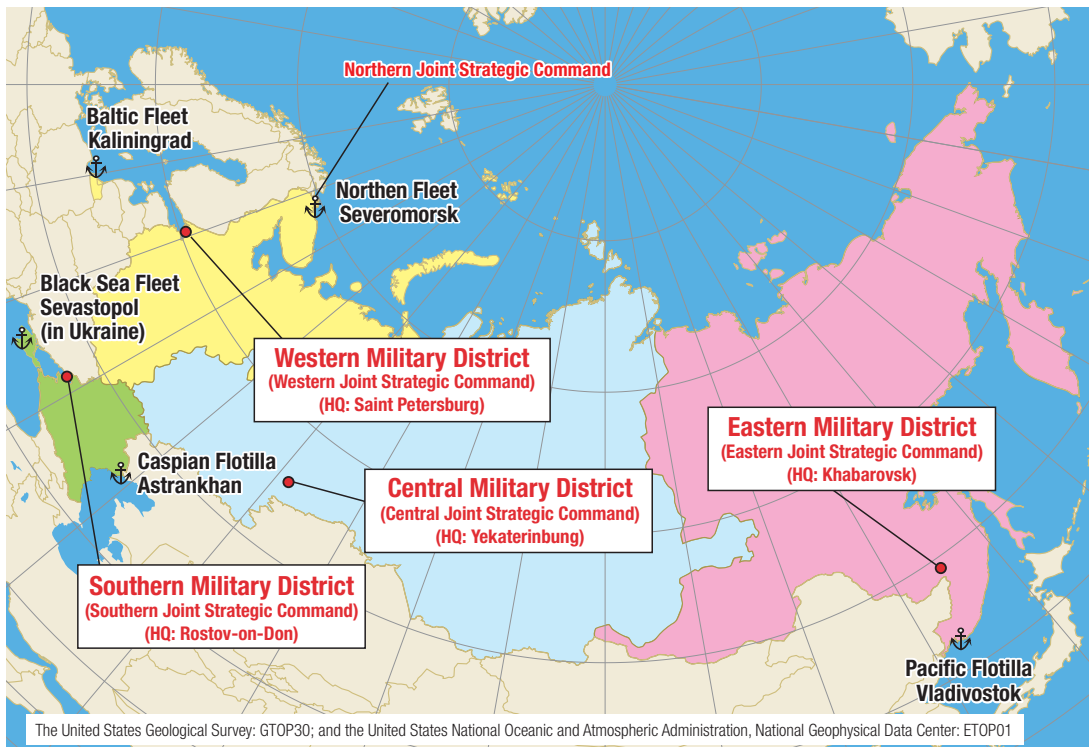 Northern Joint Strategic Command
Baltic Fleet
Kaliningrad
Northen Fleet
Severomorsk
Black Sea Fleet
Sevastopol
(in Ukraine)
Western Military District
(Western Joint Strategic Command)
(HQ: Saint Petersburg)
Eastern Military District
(Eastern Joint Strategic Command)
(HQ: Khabarovsk)
Caspian Flotilla
Astrankhan
Central Military District
(Central Joint Strategic Command)
(HQ: Yekaterinbung)
Southern Military District
(Southern Joint Strategic Command)
(HQ: Rostov-on-Don)
Pacific Flotilla
Vladivostok
The United States Geological Survey: GTOP30; and the United States National Oceanic and Atmospheric Administration, National Geophysical Data Center: ETOP01